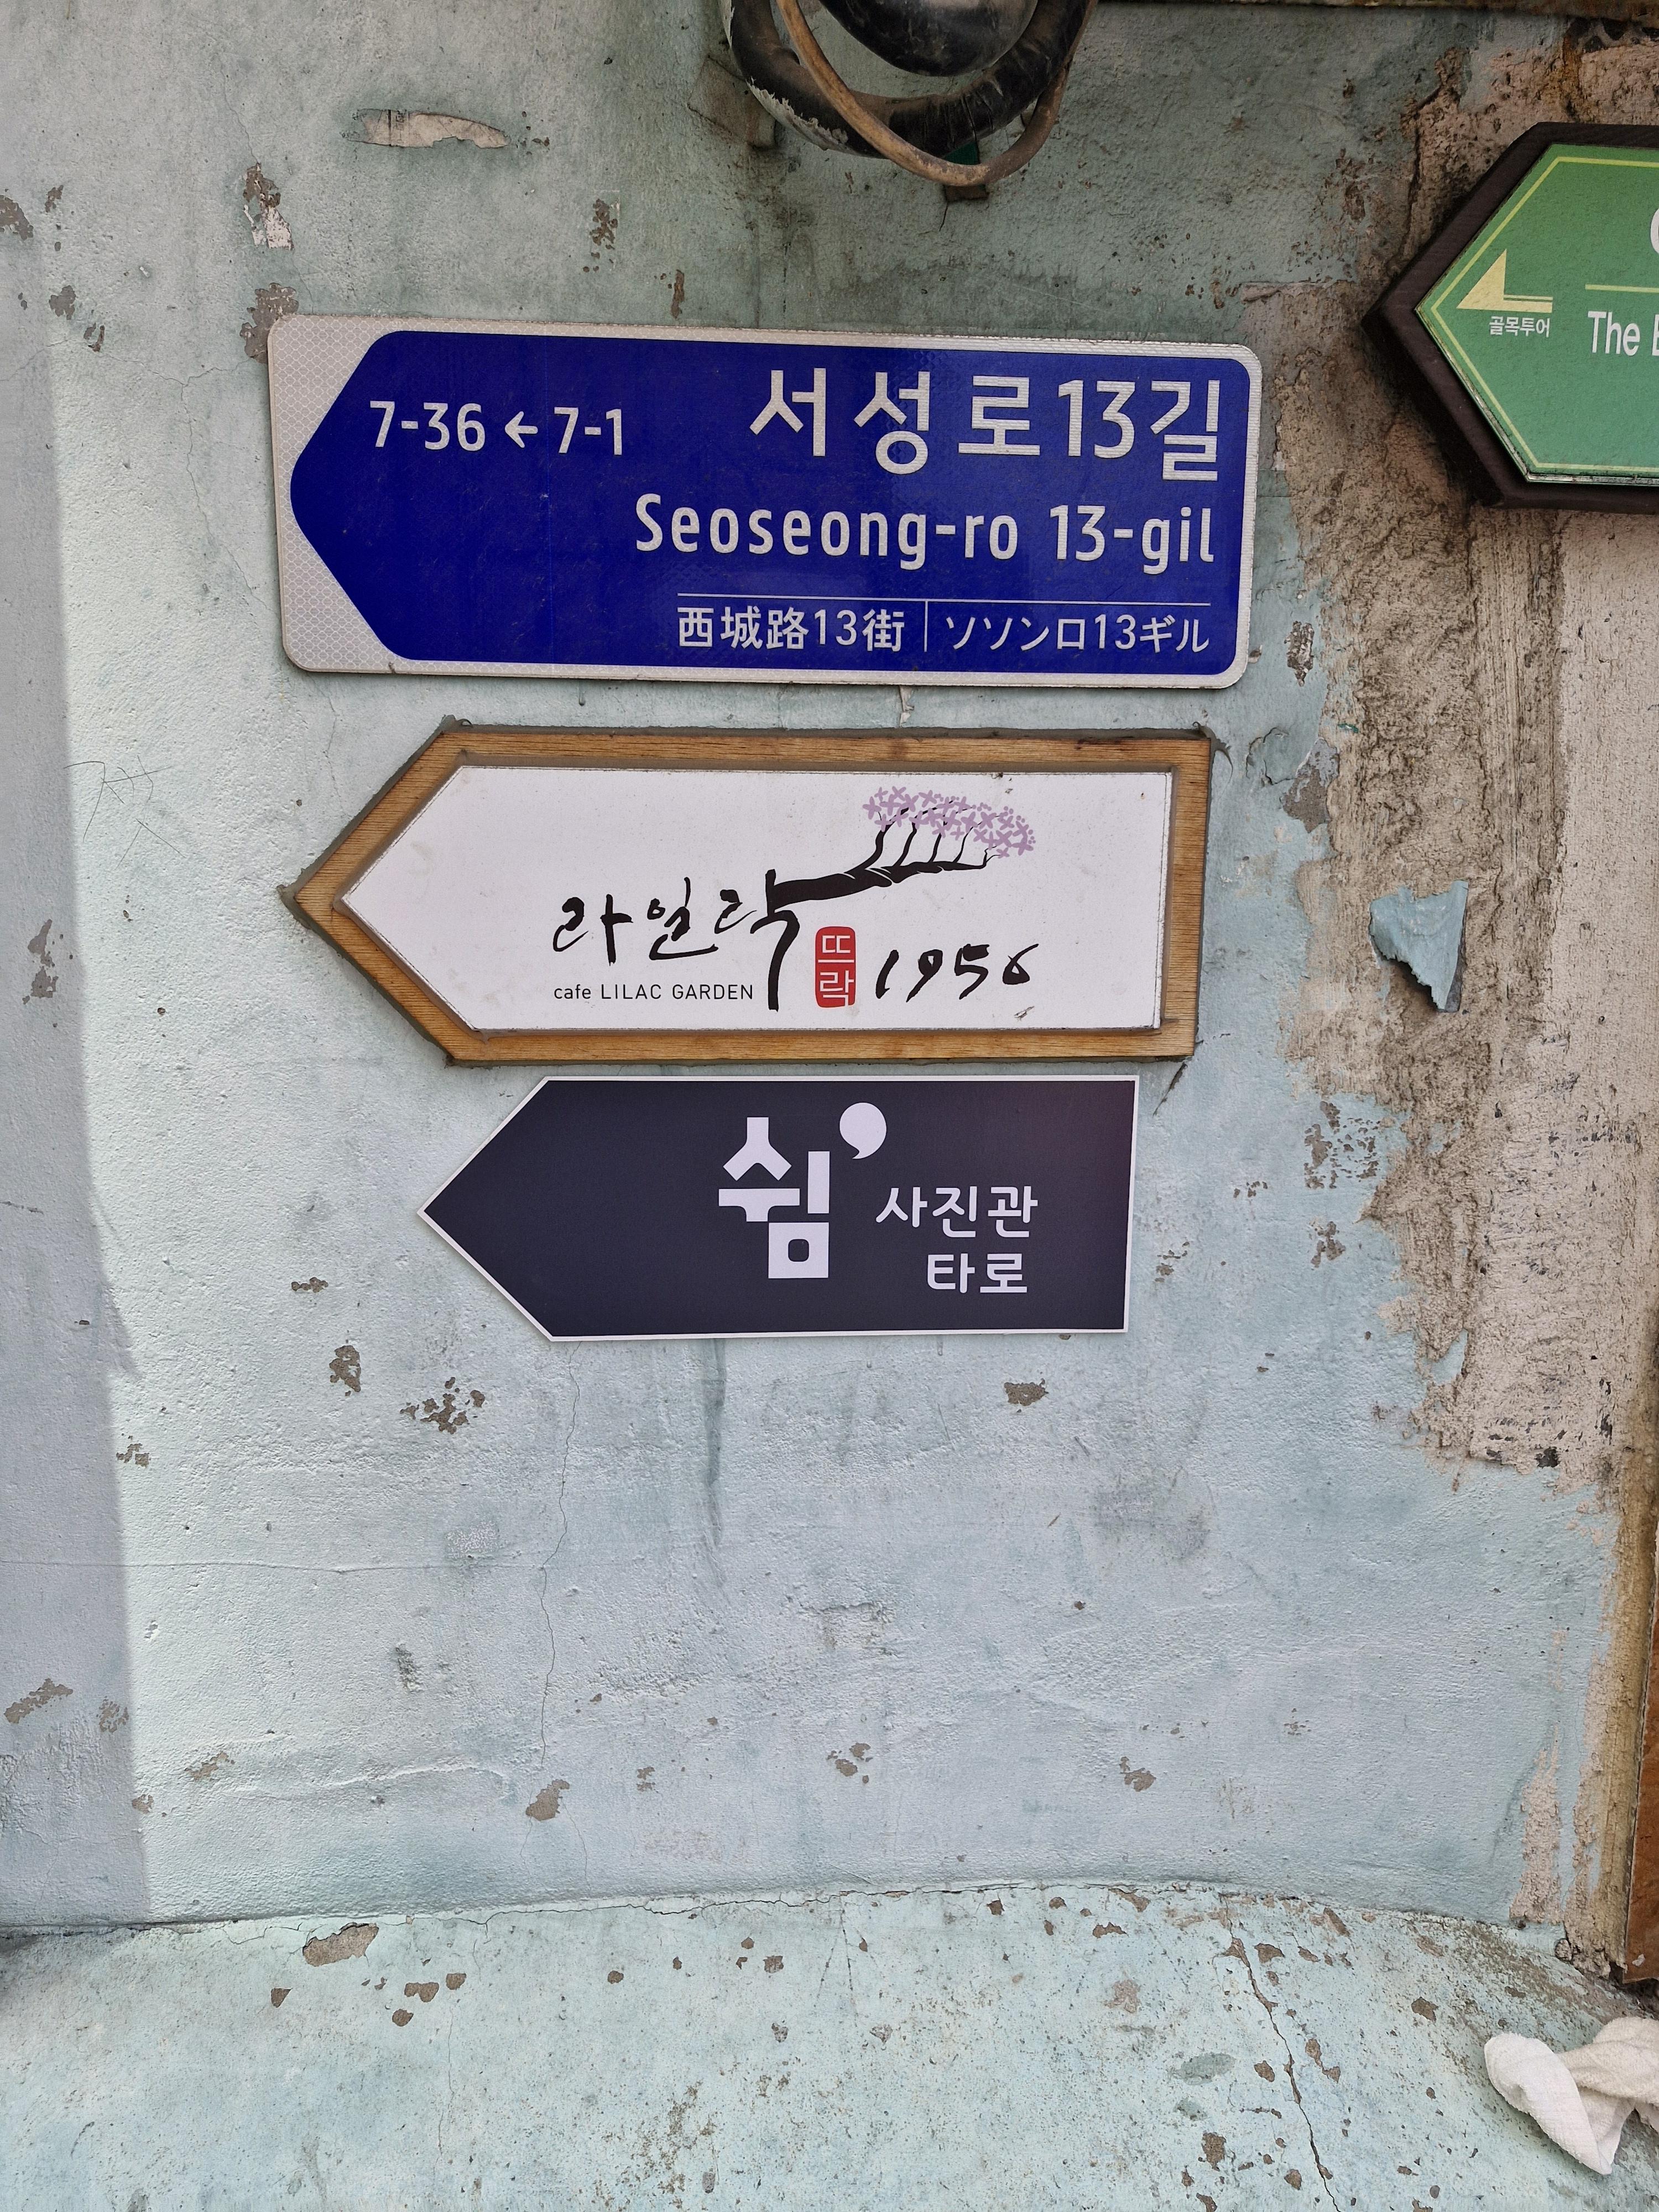 7-36 ← 7-1 서성로13길
Seoseong-ro 13-gil
西城路13街 | ソソンロ13ギル
골목투어
The
라일락
뜨락
1956
cafe LILAC GARDEN
쉼,
사진관
타로